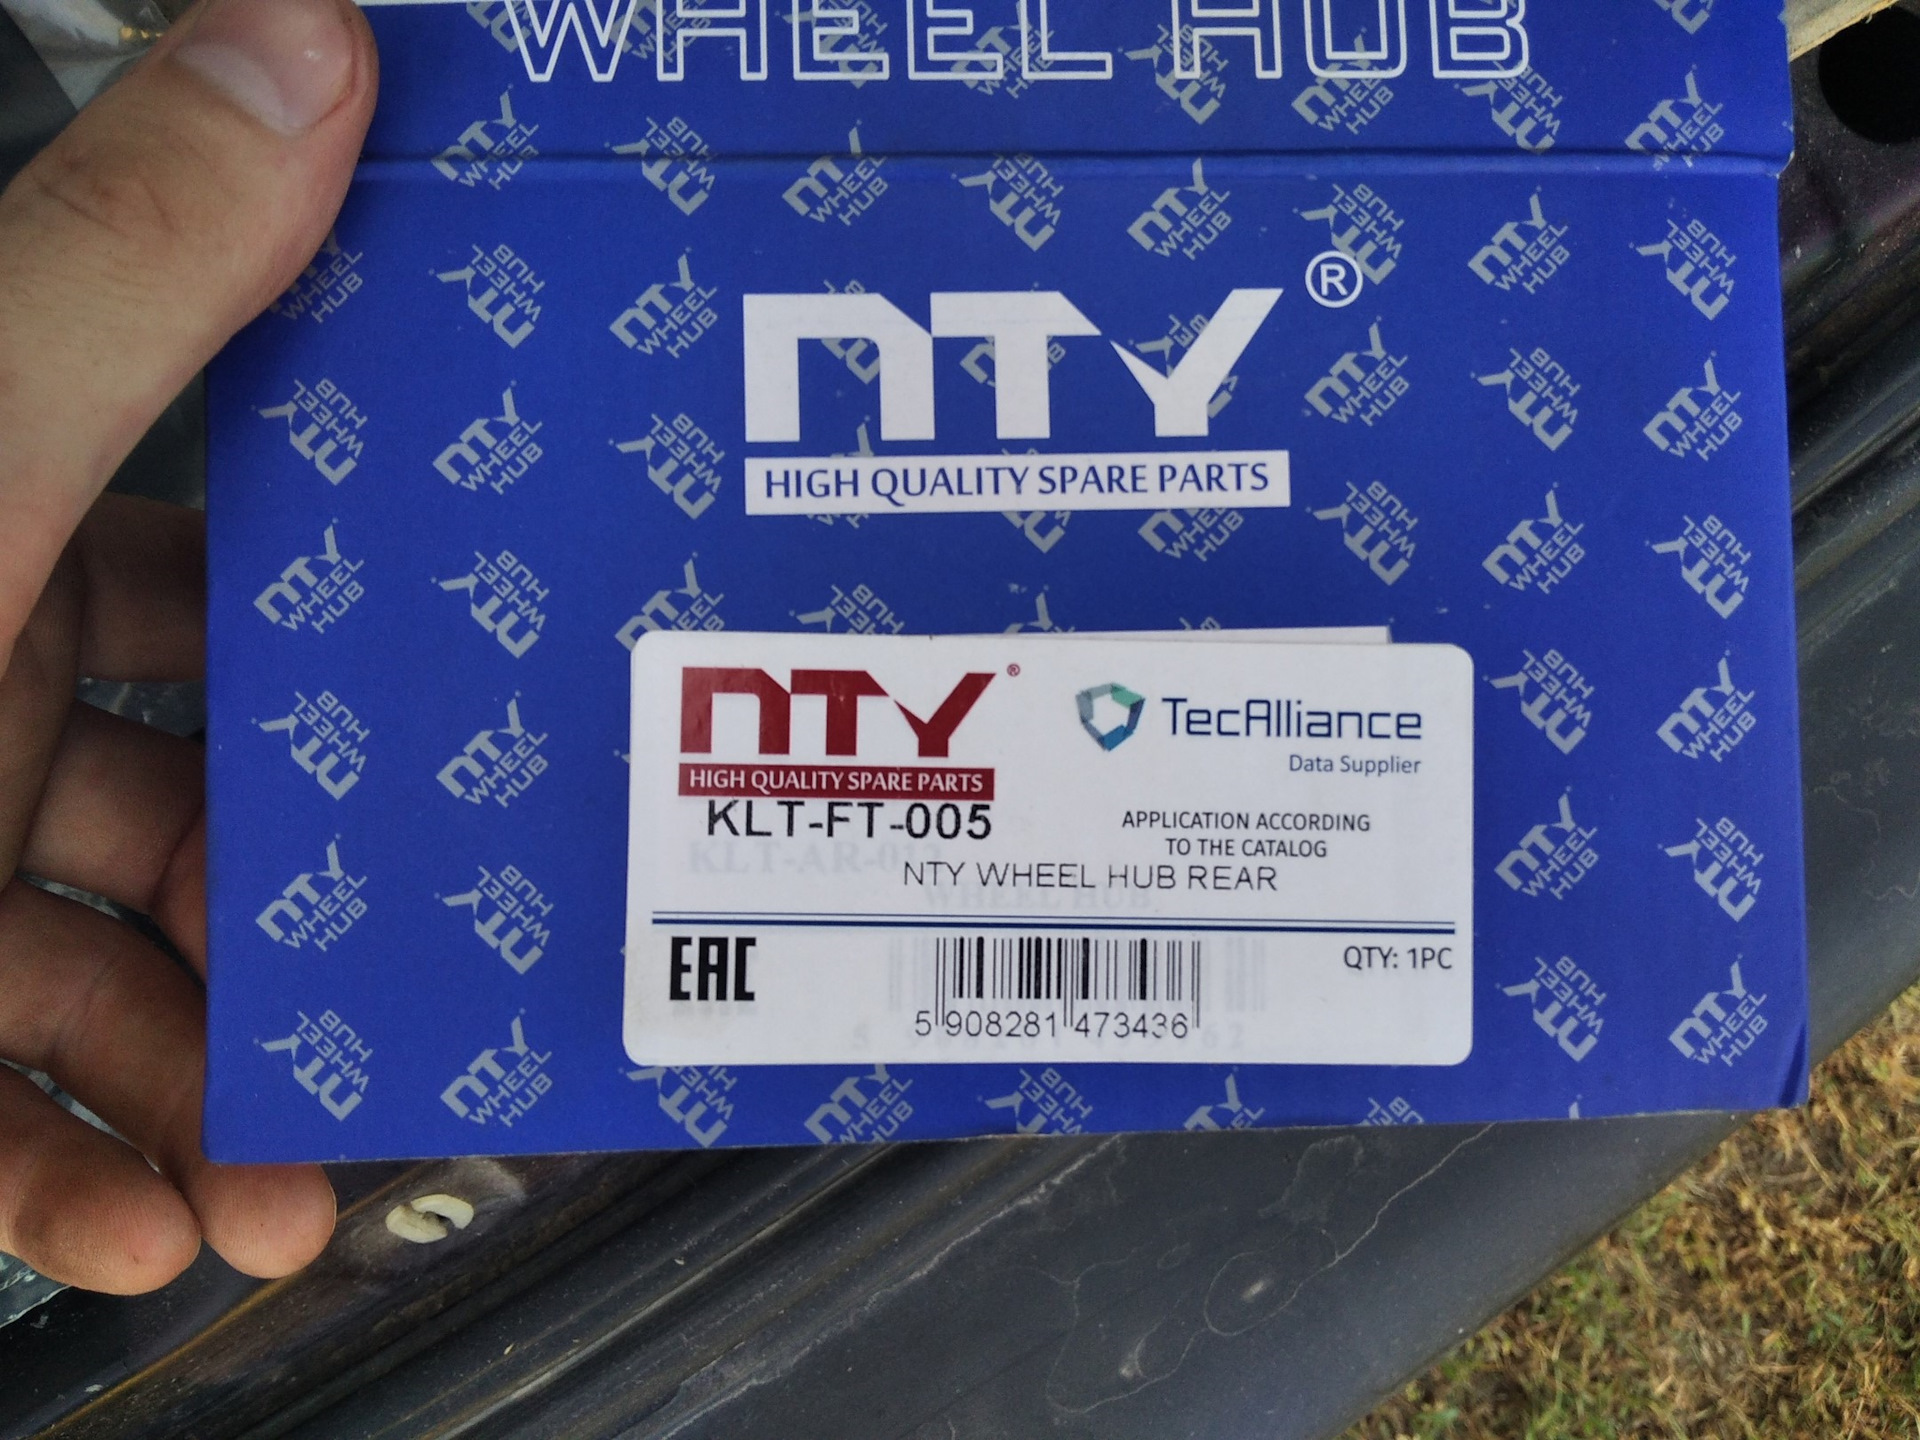 WHEEL HUB
nTY®
HIGH QUALITY SPARE PARTS
nTY®
HIGH QUALITY SPARE PARTS
TecAlliance
Data Supplier
KLT-FT-005
APPLICATION ACCORDING
TO THE CATALOG
NTY WHEEL HUB REAR
EAC
QTY: 1PC
5 908281 473436